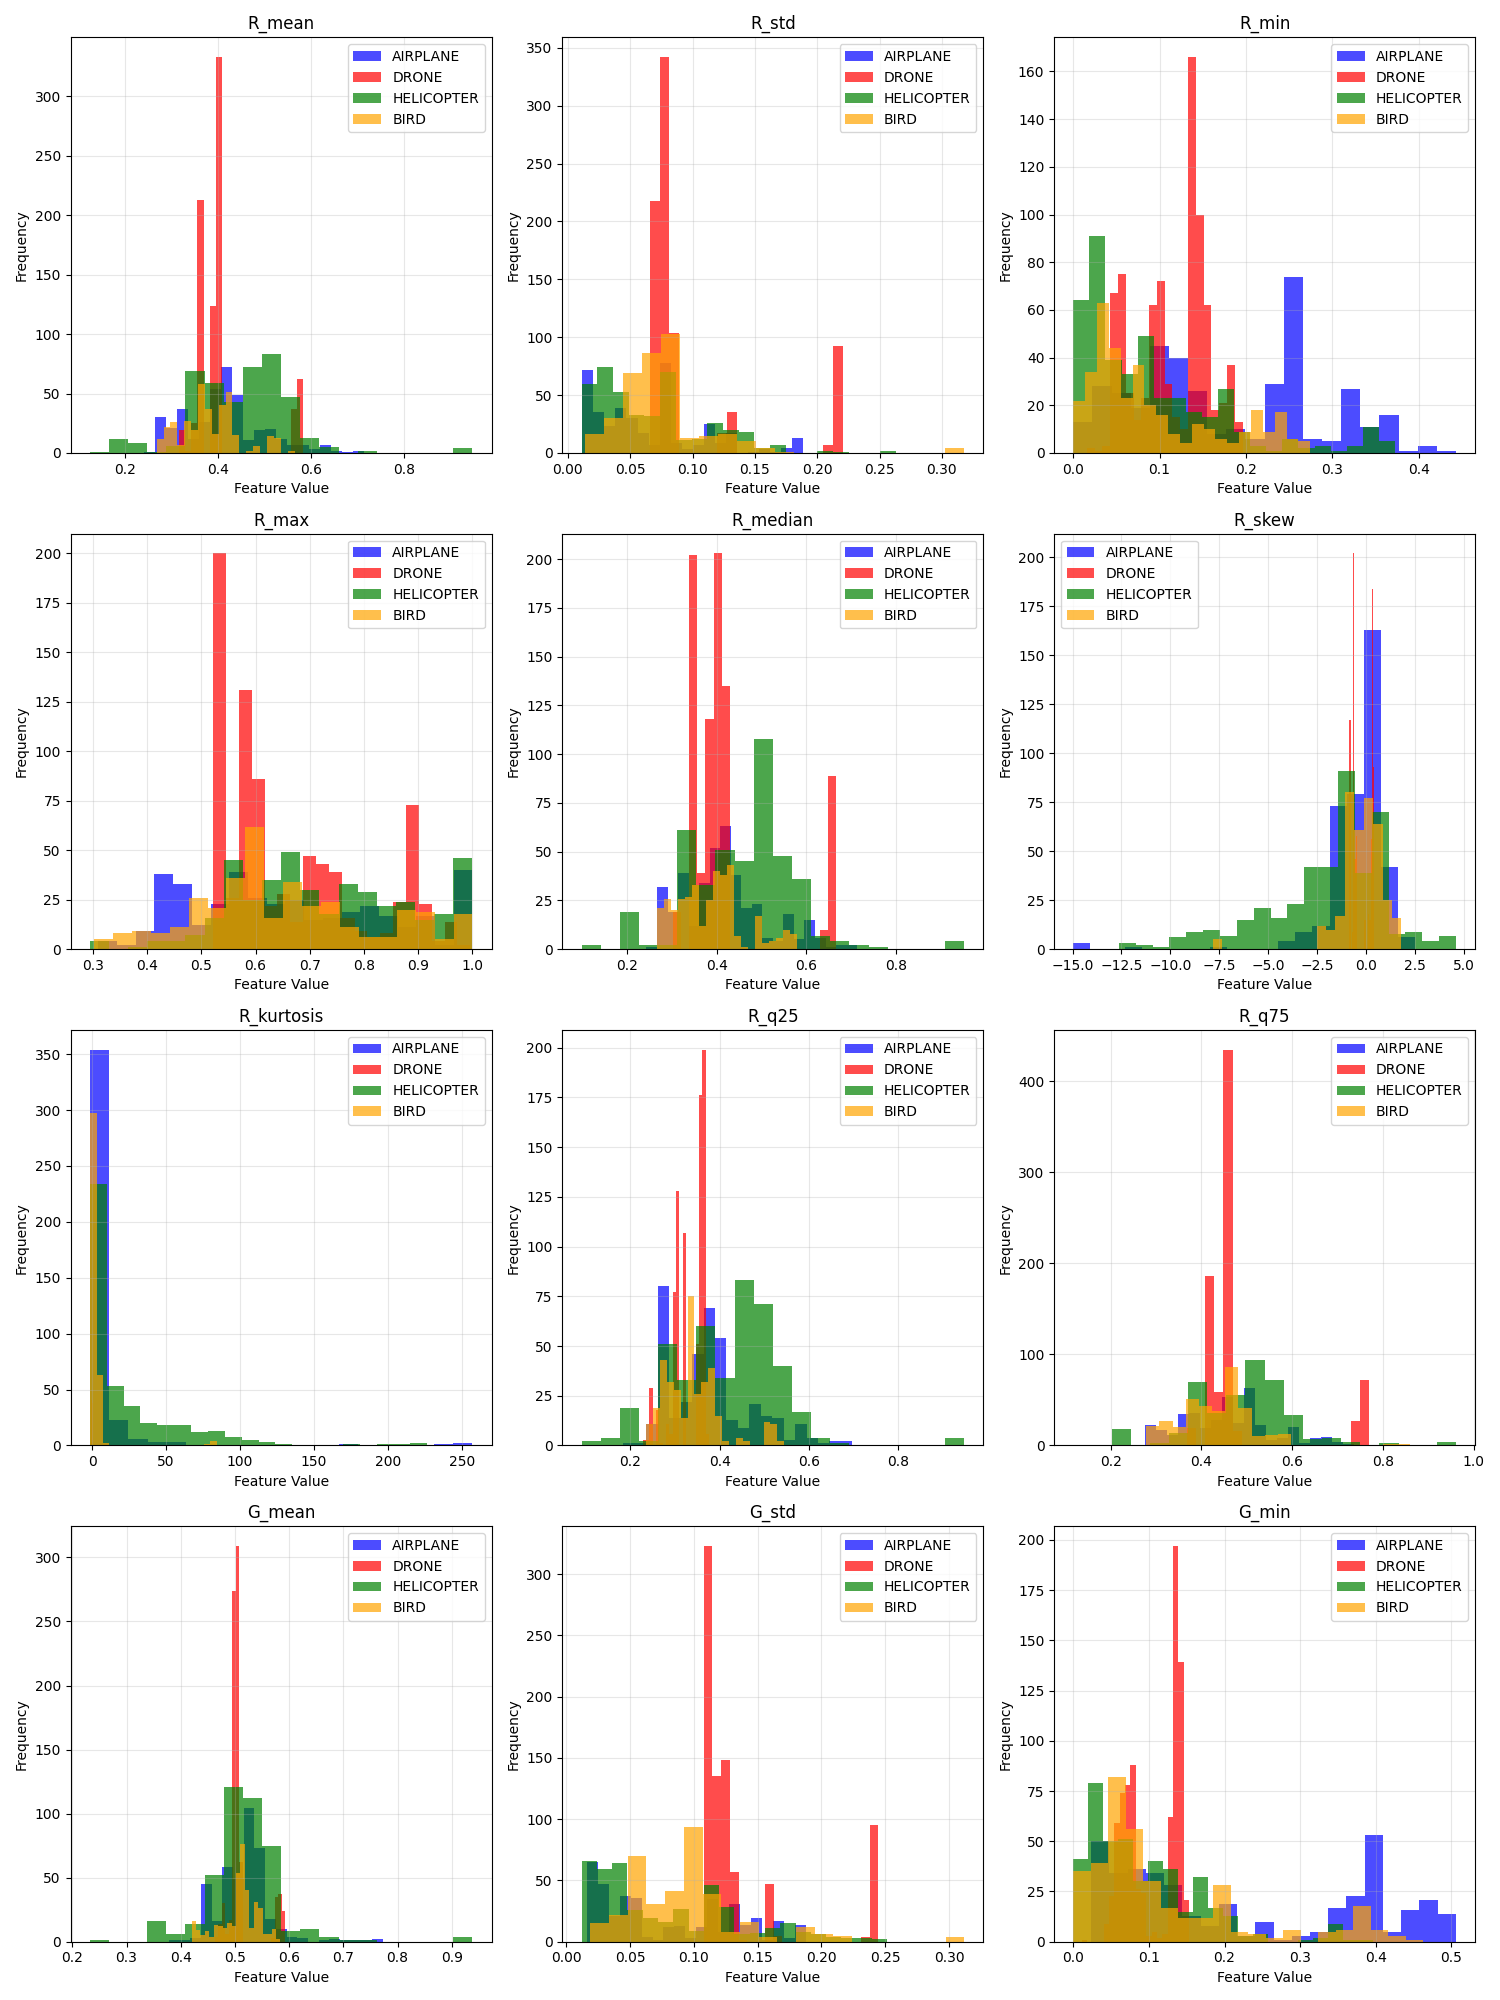 R_mean
AIRPLANE
DRONE
HELICOPTER
BIRD
Frequency
300
250
200
150
100
50
0
0.2 0.4 0.6 0.8
Feature Value
R_std
AIRPLANE
DRONE
HELICOPTER
BIRD
Frequency
350
300
250
200
150
100
50
0
0.00 0.05 0.10 0.15 0.20 0.25 0.30
Feature Value
R_min
AIRPLANE
DRONE
HELICOPTER
BIRD
Frequency
160
140
120
100
80
60
40
20
0
0.0 0.1 0.2 0.3 0.4
Feature Value
R_max
AIRPLANE
DRONE
HELICOPTER
BIRD
Frequency
200
175
150
125
100
75
50
25
0
0.3 0.4 0.5 0.6 0.7 0.8 0.9 1.0
Feature Value
R_median
AIRPLANE
DRONE
HELICOPTER
BIRD
Frequency
200
175
150
125
100
75
50
25
0
0.2 0.4 0.6 0.8
Feature Value
R_skew
AIRPLANE
DRONE
HELICOPTER
BIRD
Frequency
200
175
150
125
100
75
50
25
0
−15.0 −12.5 −10.0 −7.5 −5.0 −2.5 0.0 2.5 5.0
Feature Value
R_kurtosis
AIRPLANE
DRONE
HELICOPTER
BIRD
Frequency
350
300
250
200
150
100
50
0
0 50 100 150 200 250
Feature Value
R_q25
AIRPLANE
DRONE
HELICOPTER
BIRD
Frequency
200
175
150
125
100
75
50
25
0
0.2 0.4 0.6 0.8
Feature Value
R_q75
AIRPLANE
DRONE
HELICOPTER
BIRD
Frequency
400
300
200
100
0
0.2 0.4 0.6 0.8 1.0
Feature Value
G_mean
AIRPLANE
DRONE
HELICOPTER
BIRD
Frequency
300
250
200
150
100
50
0
0.2 0.3 0.4 0.5 0.6 0.7 0.8 0.9
Feature Value
G_std
AIRPLANE
DRONE
HELICOPTER
BIRD
Frequency
300
250
200
150
100
50
0
0.00 0.05 0.10 0.15 0.20 0.25 0.30
Feature Value
G_min
AIRPLANE
DRONE
HELICOPTER
BIRD
Frequency
200
175
150
125
100
75
50
25
0
0.0 0.1 0.2 0.3 0.4 0.5
Feature Value